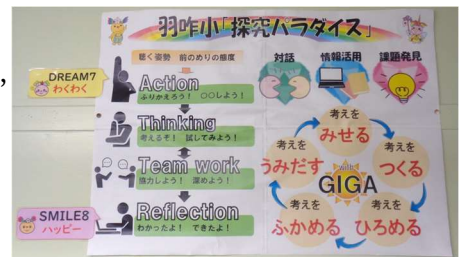 羽咋小「探究パラダイス」
DREAM7
わくわく
聴く姿勢 前のめりの態度
Action
ふりかえろう! 〇〇しよう!
Thinking
考えるぞ! 試してみよう!
Team work
協力しよう! 深めよう!
Reflection
わかったよ! できたよ!
SMILE8
ハッピー
対話
情報活用
課題発見
考えを
みせる
考えを
つくる
考えを
ひろめる
考えを
ふかめる
考えを
うみだす
with
GIGA
,